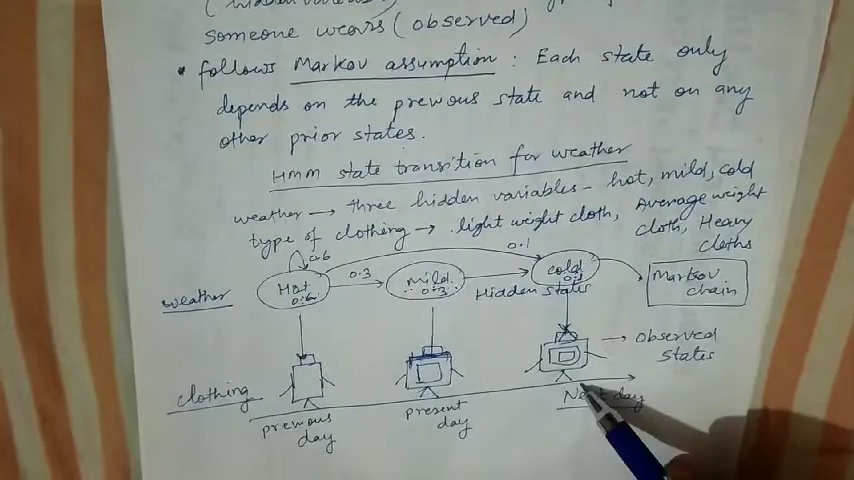 (hidden
someone wears (observed)
• follows Markov assumption : Each state only
depends on the previous state and not on any
other prior states.
HMM state transition for weather
weather → three hidden variables - hot, mild, cold
type of clothing → light weight cloth, Average weight
cloth, Heavy
cloths
0.6
0.3
0.1
weather
Hot
0.6
mild
0.3
cold
0.1
Hidden states
Markov
chain
clothing
→ observed
states
previous
day
present
day
Next day